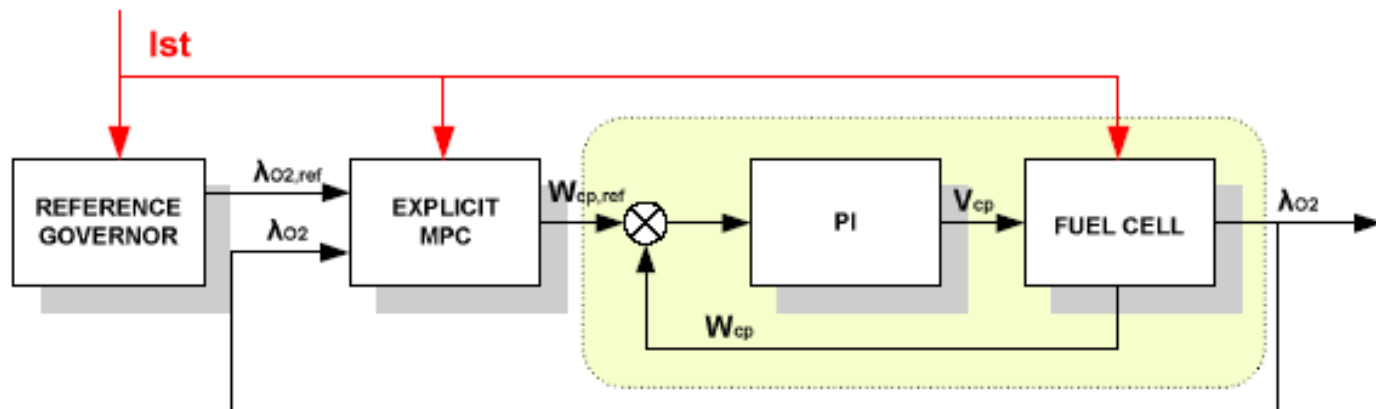 Ist
λO2,ref
REFERENCE
GOVERNOR
λO2
EXPLICIT
MPC
Wcp,ref
PI
Vcp
FUEL CELL
λO2
Wcp